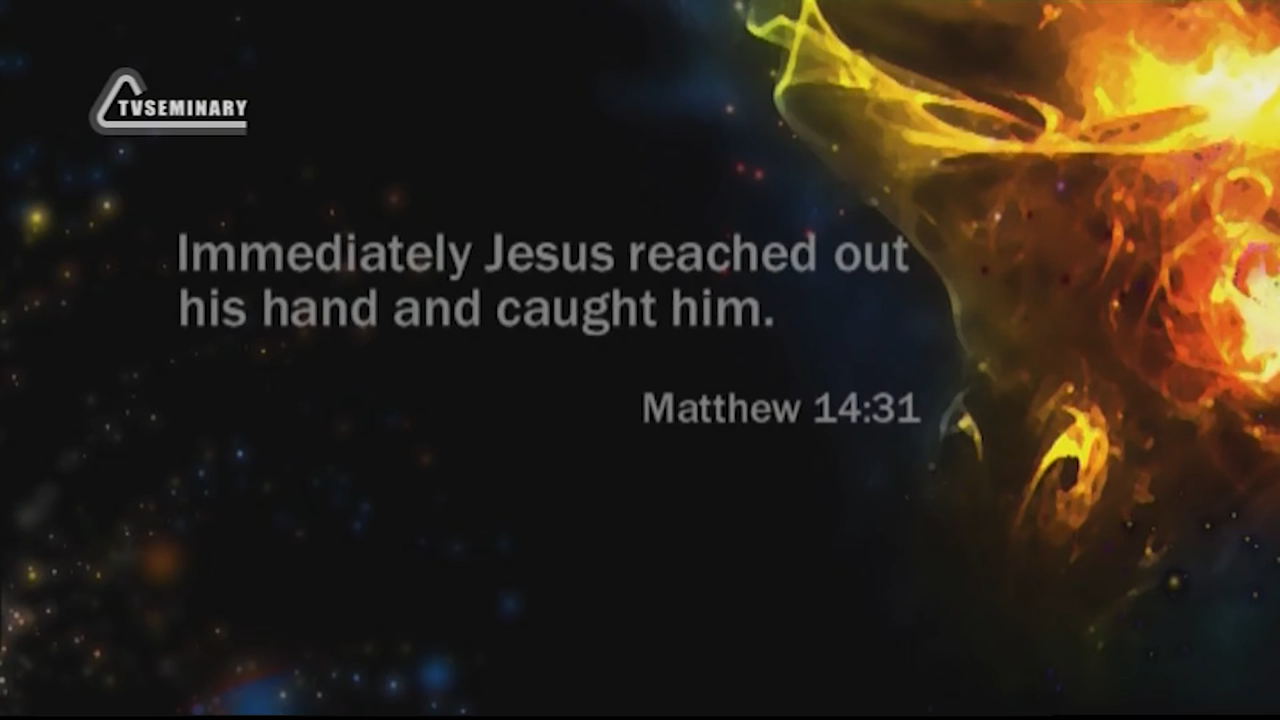 TVSEMINARY
Immediately Jesus reached out
his hand and caught him.
Matthew 14:31